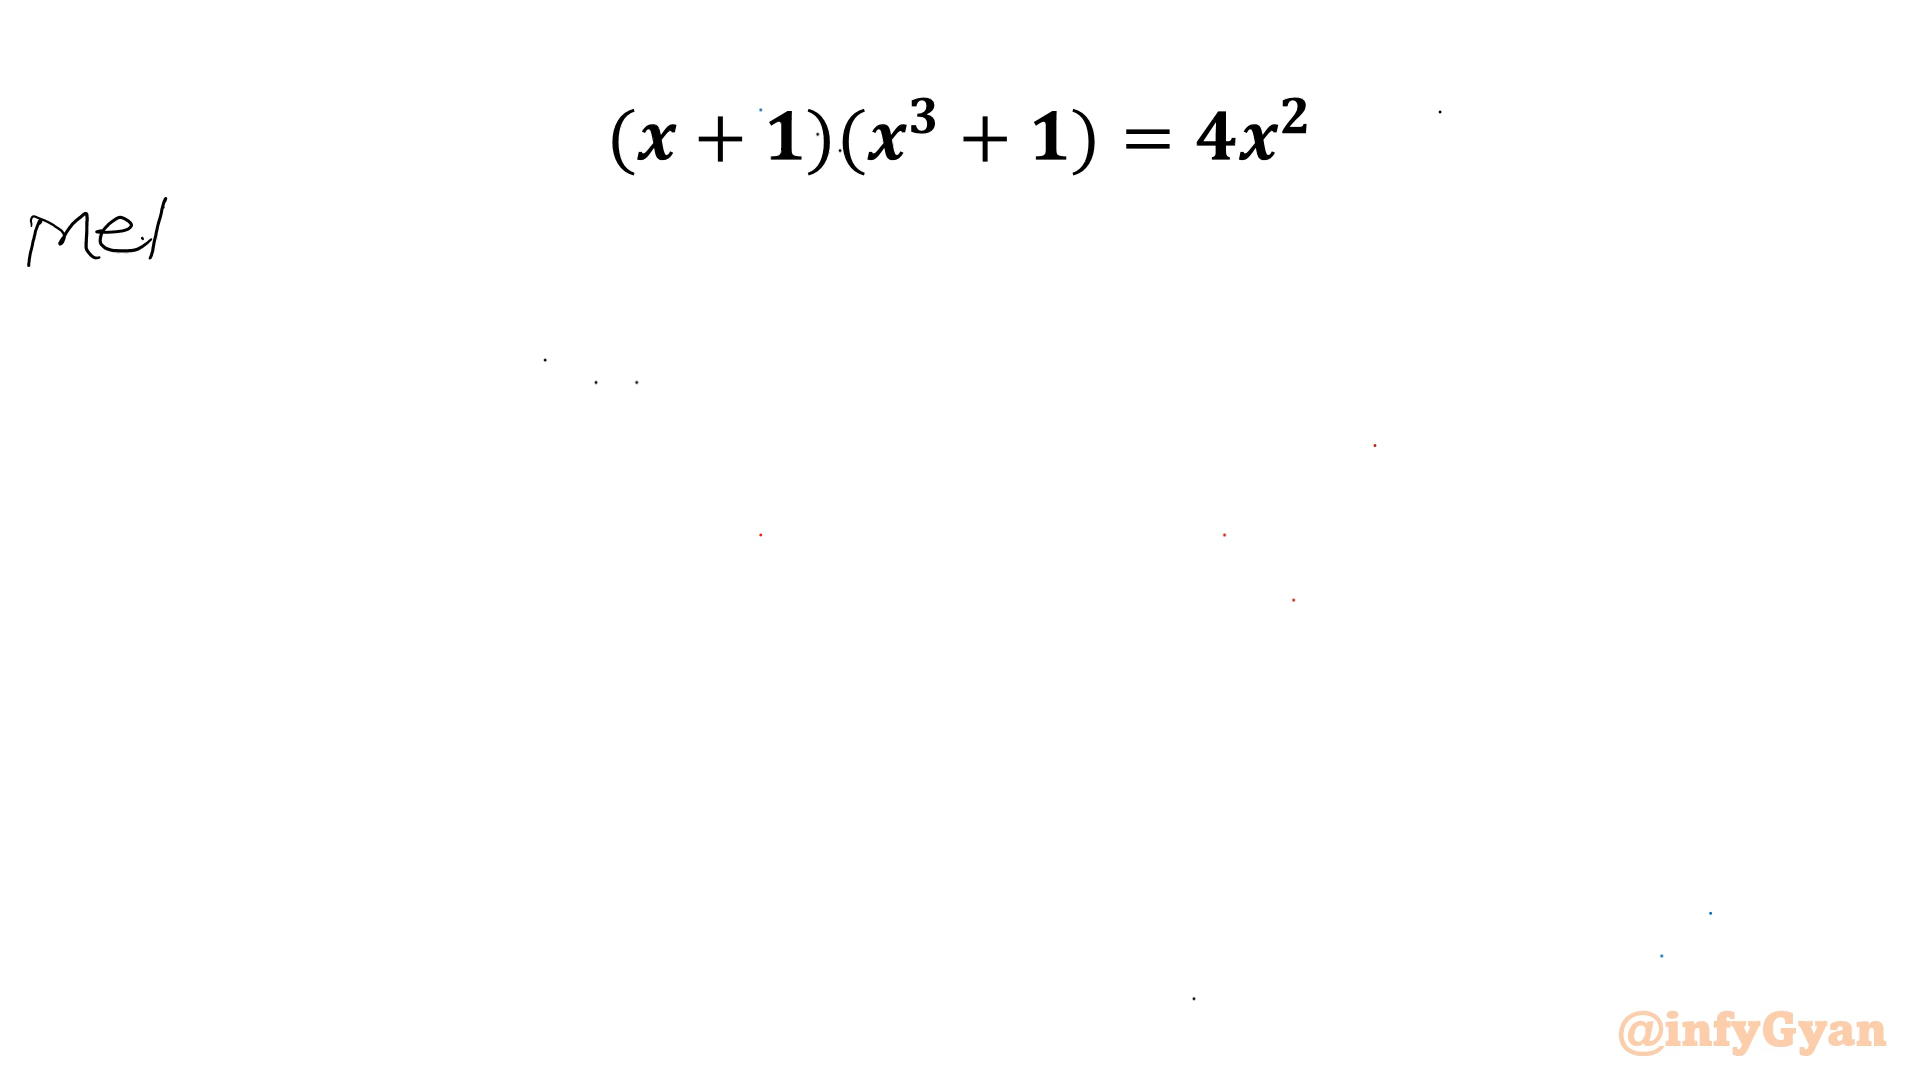 (x + 1)(x³ + 1) = 4x²
Mel
@infyGyan